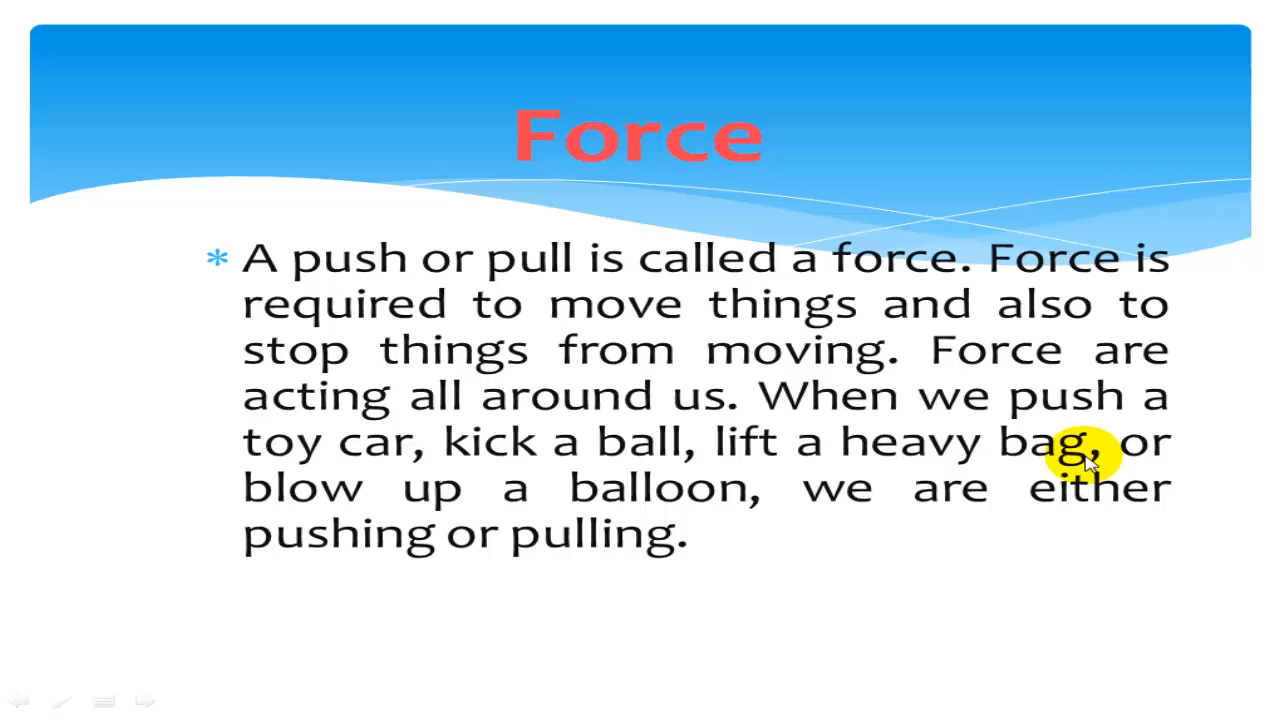 Force
* A push or pull is called a force. Force is
required to move things and also to
stop things from moving. Force are
acting all around us. When we push a
toy car, kick a ball, lift a heavy bag, or
blow up a balloon, we are either
pushing or pulling.